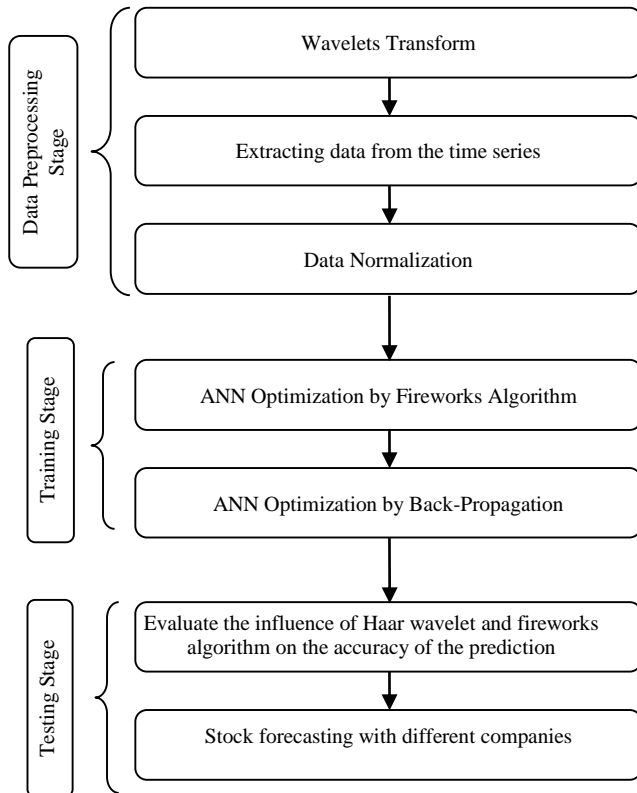 Data Preprocessing
Stage
Wavelets Transform
Extracting data from the time series
Data Normalization
Training Stage
ANN Optimization by Fireworks Algorithm
ANN Optimization by Back-Propagation
Testing Stage
Evaluate the influence of Haar wavelet and fireworks
algorithm on the accuracy of the prediction
Stock forecasting with different companies